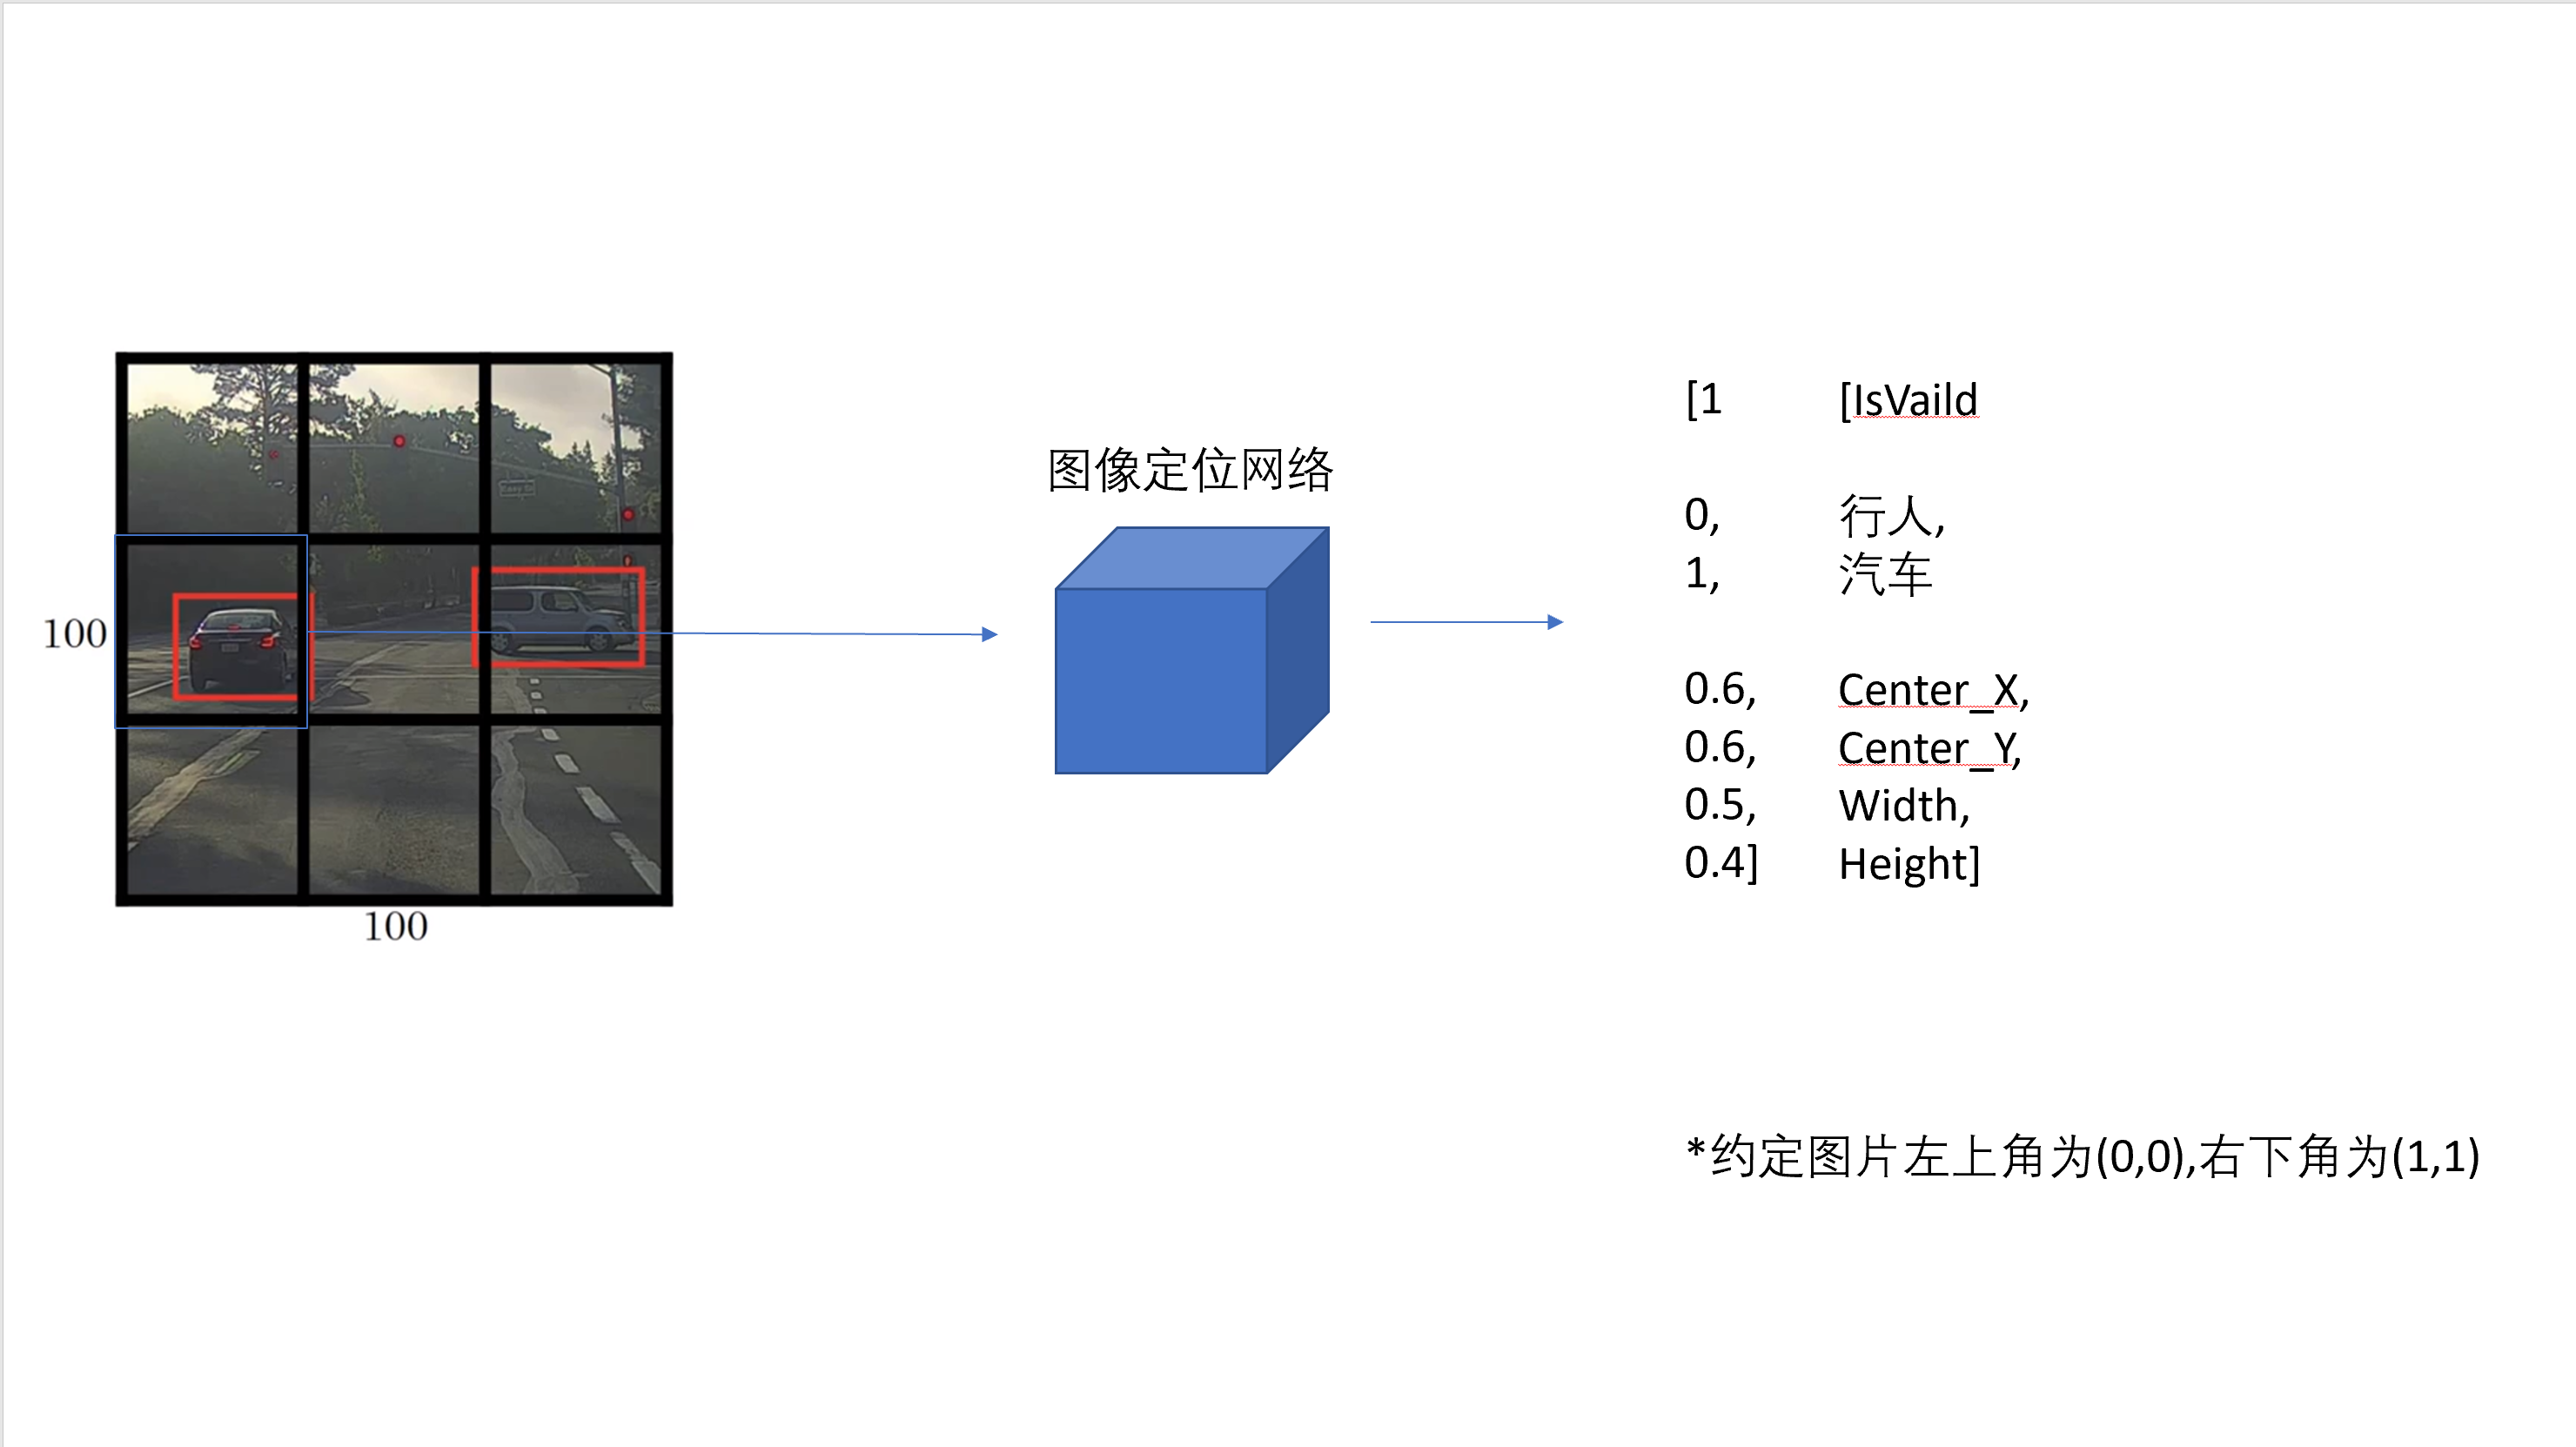 100
100
图像定位网络
[1 [IsVaild
0, 行人,
1, 汽车
0.6, Center_X,
0.6, Center_Y,
0.5, Width,
0.4] Height]
*约定图片左上角为(0,0),右下角为(1,1)